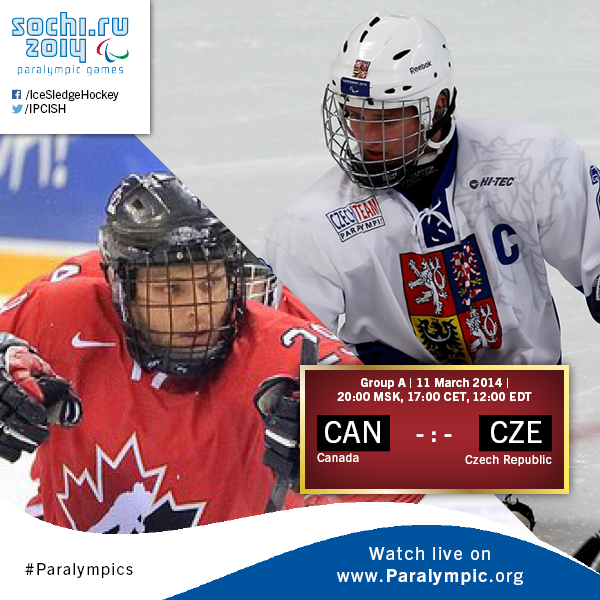 sochi.ru
2014
paralympic games
/IceSledgeHockey
/IPCISH
Reebok
HI-TEC
CZECH TEAM
PARALYMPIC
C
Group A | 11 March 2014 |
20:00 MSK, 17:00 CET, 12:00 EDT
CAN - : - CZE
Canada Czech Republic
#Paralympics
Watch live on
www.Paralympic.org